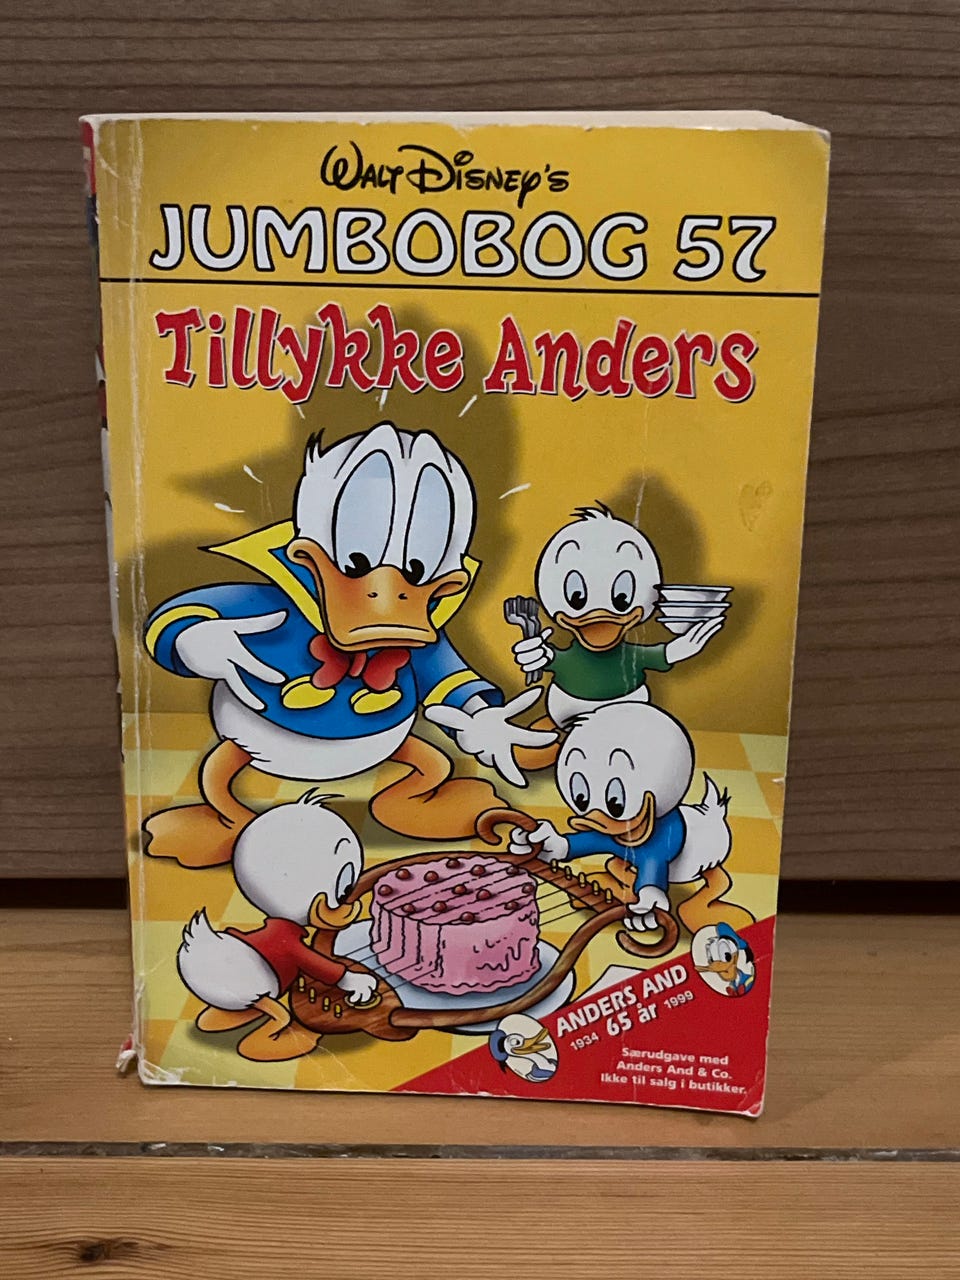 WALT DISNEY'S
JUMBOBOG 57
Tillykke Anders
ANDERS AND
1934 65 år 1999
Særudgave med
Anders And & Co.
Ikke til salg i butikker.